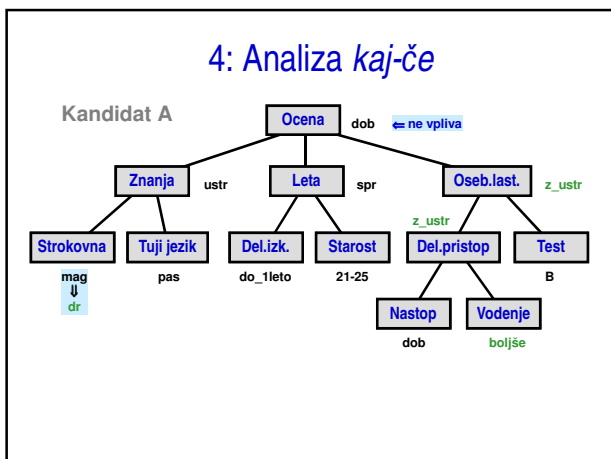 4: Analiza kaj-če
Kandidat A
Ocena
dob
⇐ ne vpliva
Znanja
ustr
Leta
spr
Oseb.last.
z_ustr
z_ustr
Strokovna
Tuji jezik
Del.izk.
Starost
Del.pristop
Test
mag
pas
do_1leto
21-25
B
⇓
dr
Nastop
Vodenje
dob
boljše